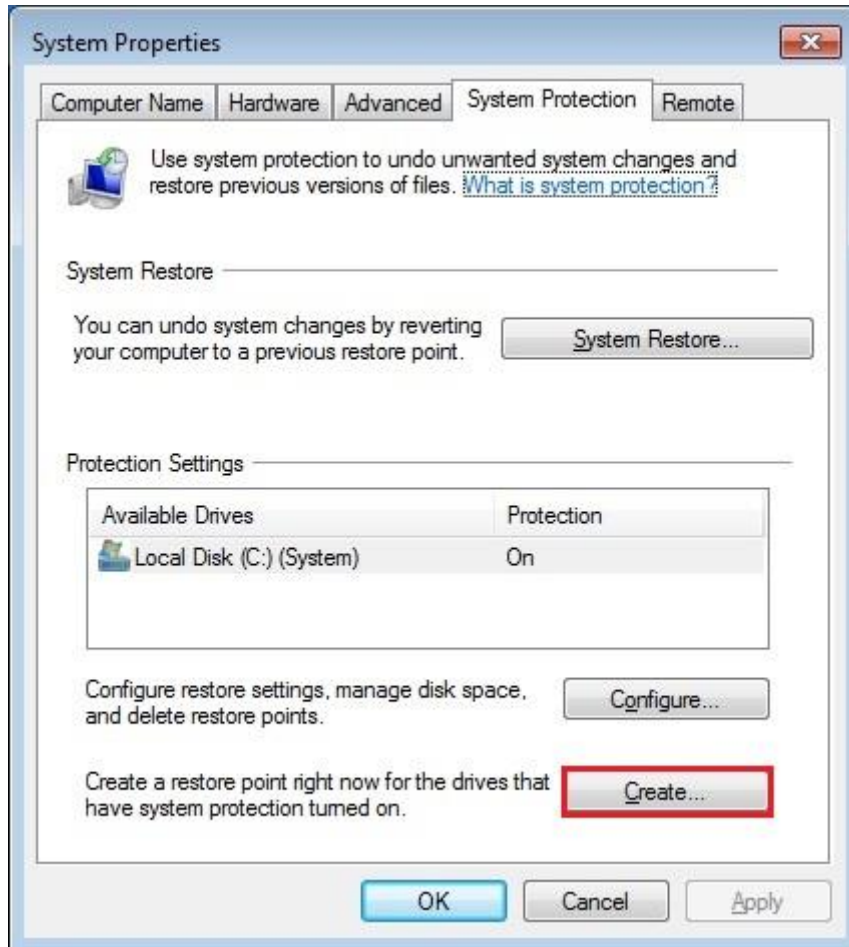 System Properties
Computer Name Hardware Advanced System Protection Remote
Use system protection to undo unwanted system changes and
restore previous versions of files. What is system protection?
System Restore
You can undo system changes by reverting
your computer to a previous restore point.
System Restore...
Protection Settings
Available Drives Protection
Local Disk (C:) (System) On
Configure restore settings, manage disk space,
and delete restore points.
Configure...
Create a restore point right now for the drives that
have system protection turned on.
Create...
OK Cancel Apply